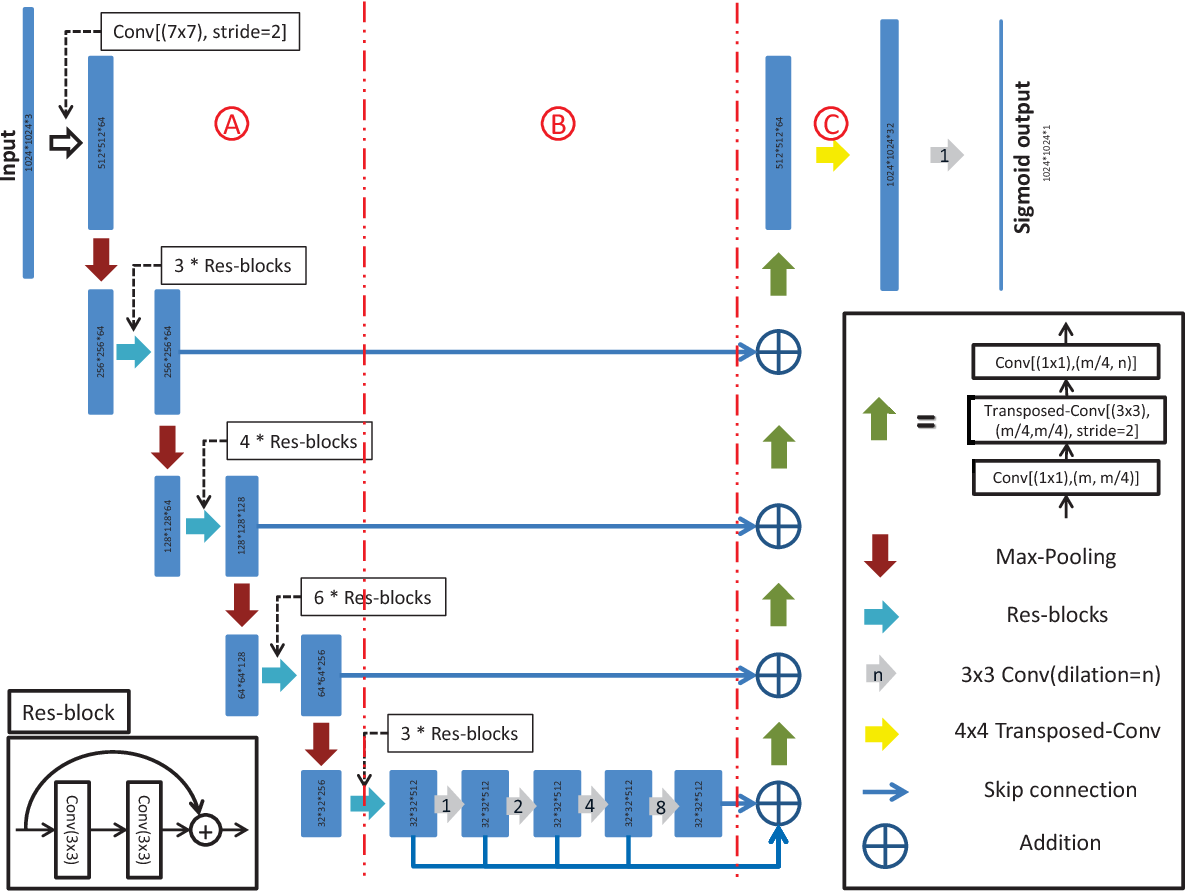 Input
1024*1024*3
Conv[(7x7), stride=2]
512*512*64
A
B
512*512*64
C
1024*1024*32
1
Sigmoid output
1024*1024*1
3 * Res-blocks
256*256*64
256*256*64
4 * Res-blocks
128*128*64
128*128*128
6 * Res-blocks
64*64*128
64*64*256
3 * Res-blocks
32*32*256
32*32*512
1
32*32*512
2
32*32*512
4
32*32*512
8
32*32*512
Res-block
Conv(3x3)
Conv(3x3)
+
=
Conv[(1x1),(m/4, n)]
Transposed-Conv[(3x3),
(m/4,m/4), stride=2]
Conv[(1x1),(m, m/4)]
Max-Pooling
Res-blocks
n
3x3 Conv(dilation=n)
4x4 Transposed-Conv
Skip connection
Addition